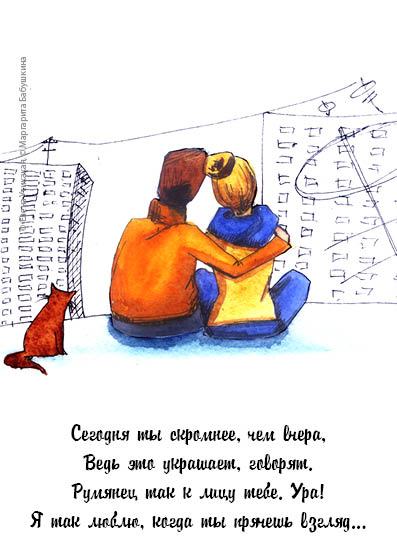 Сегодня ты скромнее, чем вчера,
Ведь это украшает, говорят.
Румянец так к лицу тебе. Ура!
Я так люблю, когда ты прячешь взгляд...
Маргарита Бабушкина